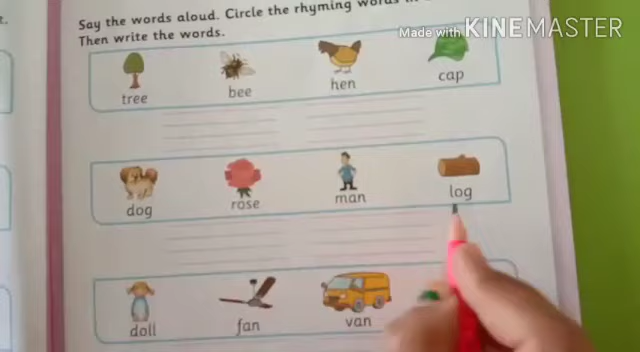 Made with KINEMASTER
t. Say the words aloud. Circle the rhyming words in
Then write the words.
tree bee hen cap
dog rose man log
doll fan van